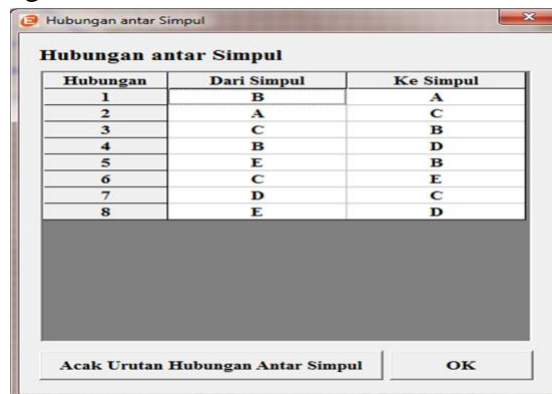 Hubungan antar Simpul
Hubungan antar Simpul
Hubungan Dari Simpul Ke Simpul
1 B A
2 A C
3 C B
4 B D
5 E B
6 C E
7 D C
8 E D
Acak Urutan Hubungan Antar Simpul OK